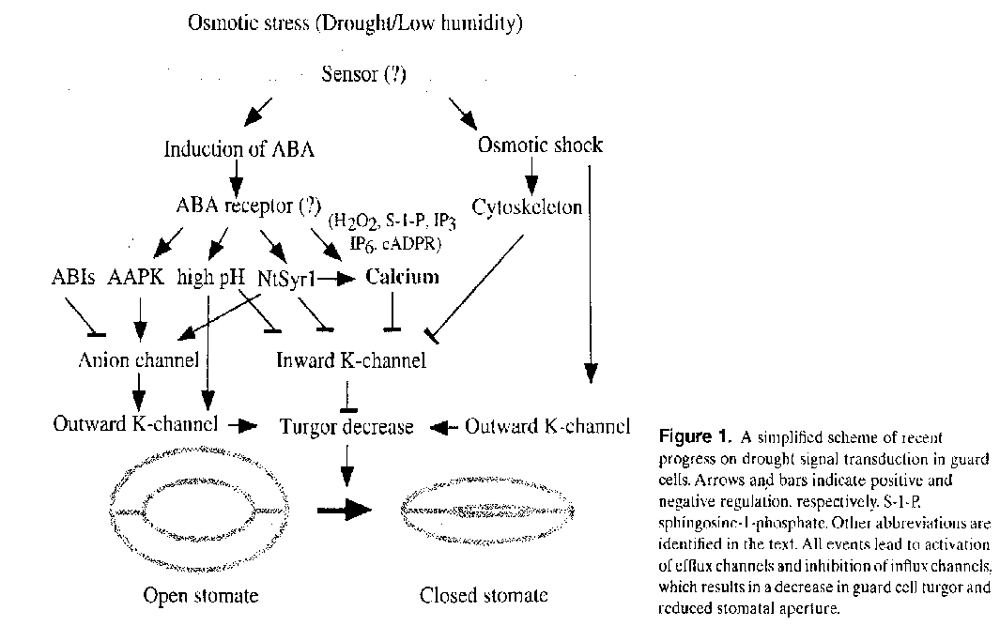 Osmotic stress (Drought/Low humidity)
Sensor (?)
Induction of ABA
Osmotic shock
ABA receptor (?)
Cytoskeleton
(H2O2, S-1-P, IP3
IP6, cADPR)
ABIs AAPK high pH NtSyr1 Calcium
Anion channel
Inward K-channel
Outward K-channel
Turgor decrease
Outward K-channel
Open stomate
Closed stomate
Figure 1. A simplified scheme of recent
progress on drought signal transduction in guard
cells. Arrows and bars indicate positive and
negative regulation, respectively. S-1-P,
sphingosine-1-phosphate. Other abbreviations are
identified in the text. All events lead to activation
of efflux channels and inhibition of influx channels,
which results in a decrease in guard cell turgor and
reduced stomatal aperture.